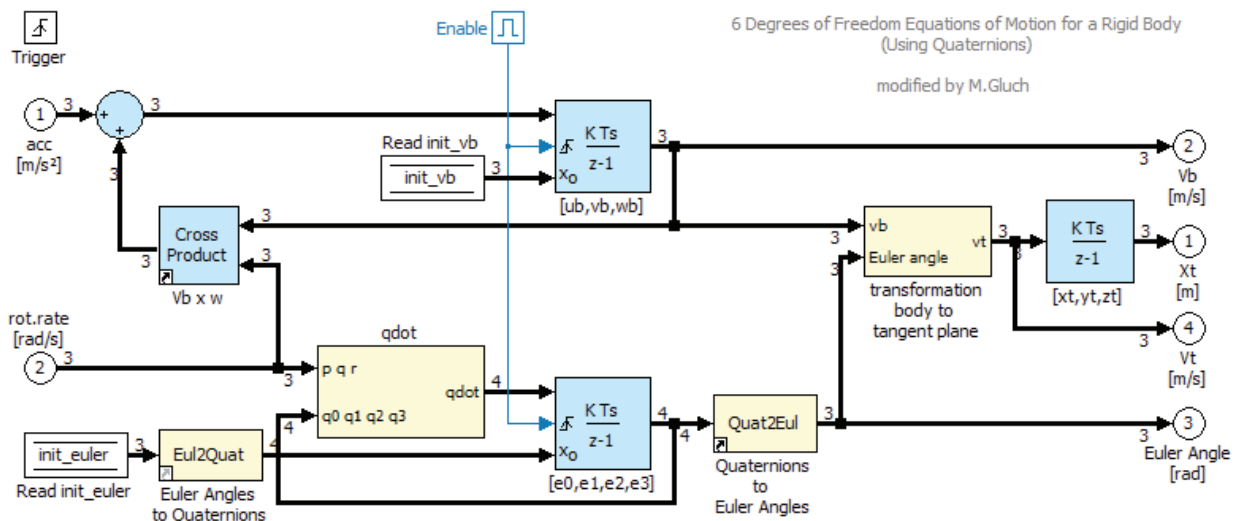 6 Degrees of Freedom Equations of Motion for a Rigid Body
(Using Quaternions)
modified by M.Gluch
Trigger
Enable
1
3
3
acc
[m/s²]
+
+
3
Read init_vb
init_vb
3
K Ts
z-1
xo
[ub,vb,wb]
3
3
2
Vb
[m/s]
Cross
Product
3
3
3
Vb x w
vb
Euler angle
vt
3
3
3
3
transformation
body to
tangent plane
K Ts
z-1
[xt,yt,zt]
3
1
Xt
[m]
3
4
Vt
[m/s]
rot.rate
[rad/s]
2
3
3
qdot
p q r
q0 q1 q2 q3
qdot
4
4
K Ts
z-1
xo
[e0,e1,e2,e3]
4
4
Quat2Eul
Quaternions
to
Euler Angles
3
3
3
Euler Angle
[rad]
init_euler
Read init_euler
3
Eul2Quat
4
Euler Angles
to Quaternions